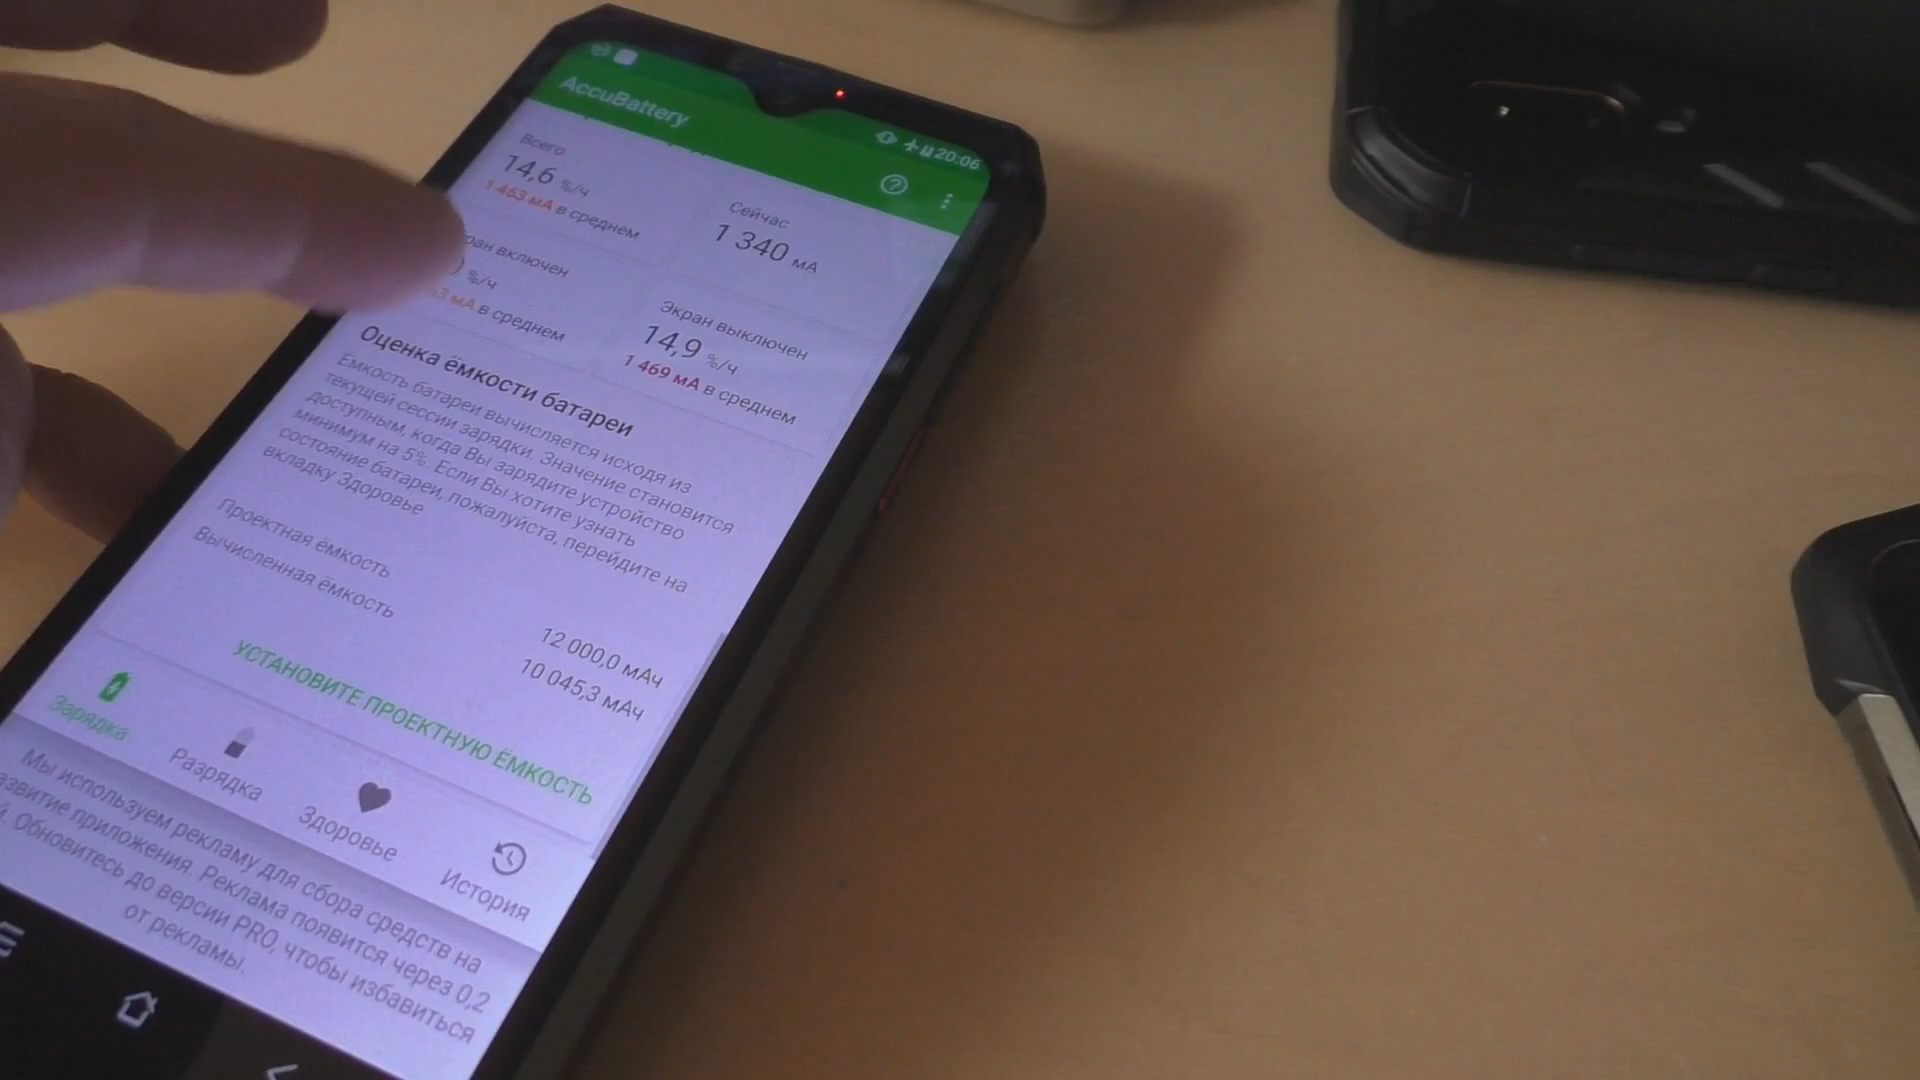 AccuBattery
20:06
Всего
14,6 %/ч
1 463 мА в среднем
Сейчас
1 340 мА
включен
%/ч
мА в среднем
Экран выключен
14,9 %/ч
1 469 мА в среднем
Оценка ёмкости батареи
Ёмкость батареи вычисляется исходя из
текущей сессии зарядки. Значение становится
доступным, когда Вы зарядите устройство
минимум на 5%. Если Вы хотите узнать
состояние батареи, пожалуйста, перейдите на
вкладку Здоровье
Проектная ёмкость
12 000,0 мАч
Вычисленная ёмкость
10 045,3 мАч
УСТАНОВИТЕ ПРОЕКТНУЮ ЁМКОСТЬ
Зарядка
Разрядка
Здоровье
История
Мы используем рекламу для сбора средств на
приложения. Реклама появится через 0,2
Обновитесь до версии PRO, чтобы избавиться
от рекламы.